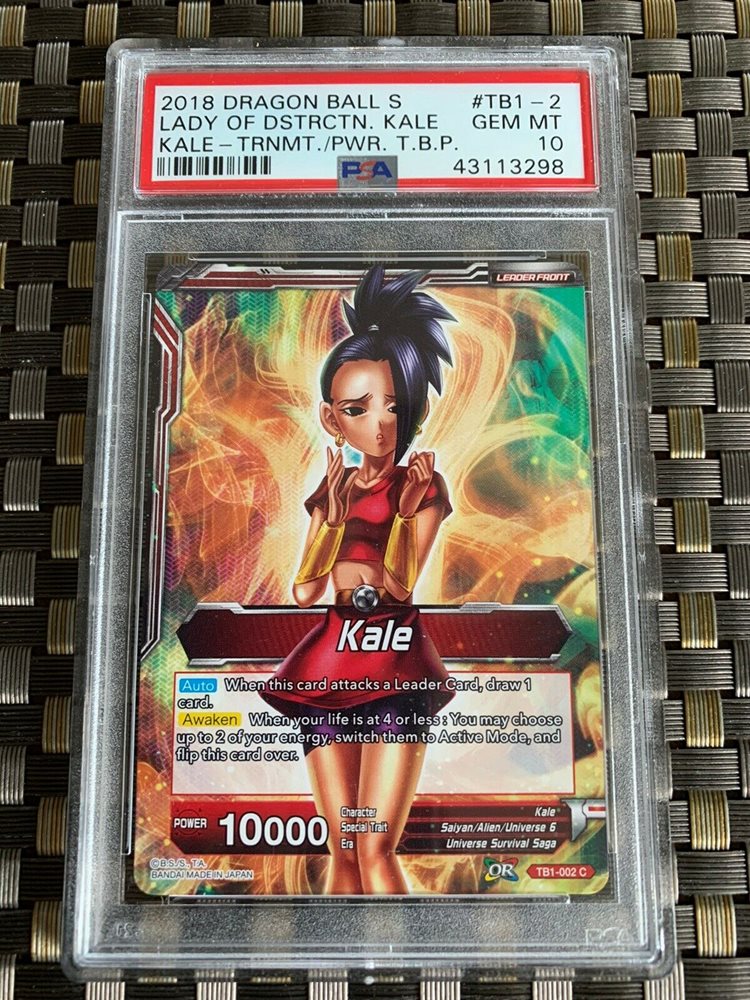 2018 DRAGON BALL S #TB1-2
LADY OF DSTRCTN. KALE GEM MT
KALE-TRNMT./PWR. T.B.P. 10
PSA 43113298
LEADER FRONT
Kale
Auto When this card attacks a Leader Card, draw 1
card.
Awaken When your life is at 4 or less : You may choose
up to 2 of your energy, switch them to Active Mode, and
flip this card over.
POWER 10000
Character Kale
Special Trait Saiyan/Alien/Universe 6
Era Universe Survival Saga
©B.S./S., T.A.
BANDAI MADE IN JAPAN
OR TB1-002 C